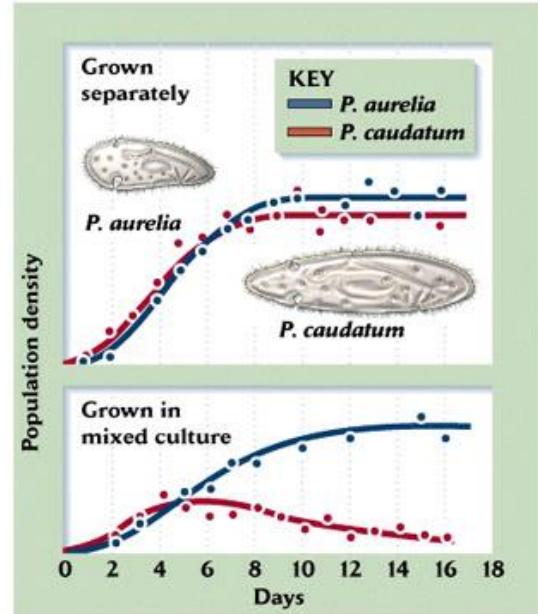 Grown
separately
KEY
P. aurelia
P. caudatum
P. aurelia
P. caudatum
Population density
Grown in
mixed culture
0 2 4 6 8 10 12 14 16 18
Days